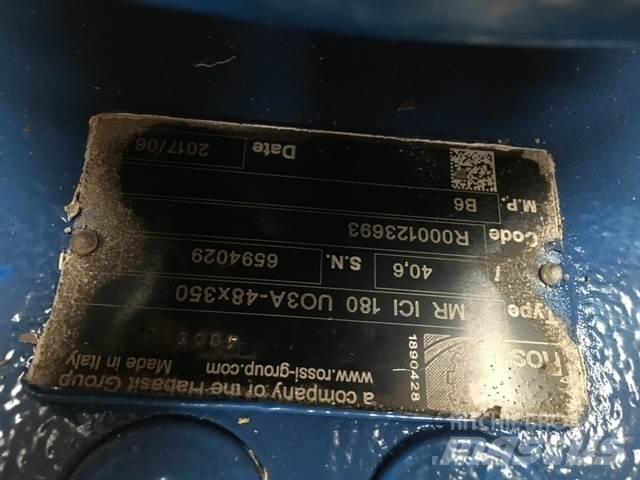 a company of the Habasit Group
www.rossi-group.com
Made in Italy
1890428
Type MR ICI 180 UO3A-48x350
i 40,6 S.N. 6594029
Code R000123693
M.P. B6
Date 2017/06